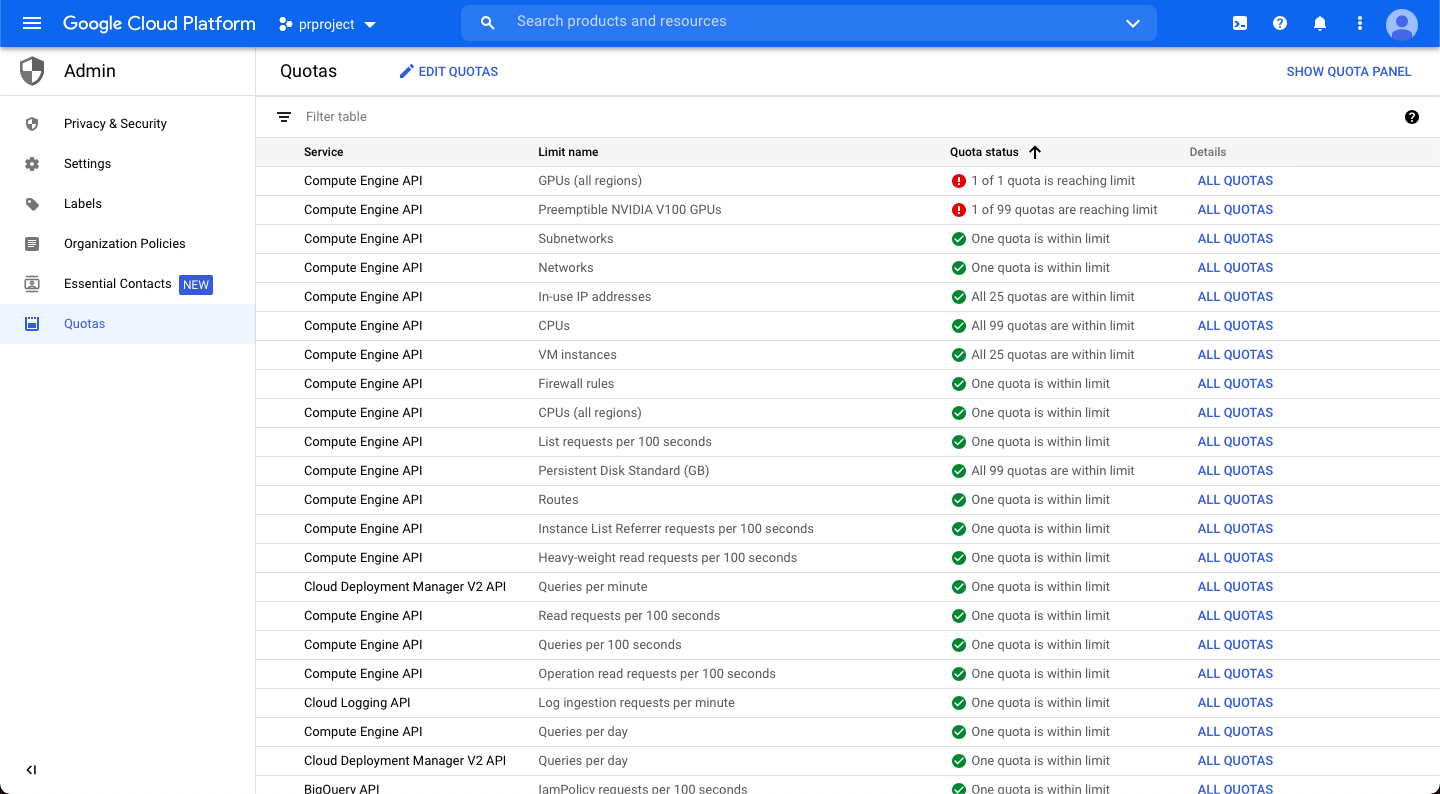 Google Cloud Platform prproject Search products and resources
Admin
Quotas EDIT QUOTAS SHOW QUOTA PANEL
Privacy & Security
Settings
Labels
Organization Policies
Essential Contacts NEW
Quotas
Filter table
Service Limit name Quota status Details
Compute Engine API GPUs (all regions) 1 of 1 quota is reaching limit ALL QUOTAS
Compute Engine API Preemptible NVIDIA V100 GPUs 1 of 99 quotas are reaching limit ALL QUOTAS
Compute Engine API Subnetworks One quota is within limit ALL QUOTAS
Compute Engine API Networks One quota is within limit ALL QUOTAS
Compute Engine API In-use IP addresses All 25 quotas are within limit ALL QUOTAS
Compute Engine API CPUs All 99 quotas are within limit ALL QUOTAS
Compute Engine API VM instances All 25 quotas are within limit ALL QUOTAS
Compute Engine API Firewall rules One quota is within limit ALL QUOTAS
Compute Engine API CPUs (all regions) One quota is within limit ALL QUOTAS
Compute Engine API List requests per 100 seconds One quota is within limit ALL QUOTAS
Compute Engine API Persistent Disk Standard (GB) All 99 quotas are within limit ALL QUOTAS
Compute Engine API Routes One quota is within limit ALL QUOTAS
Compute Engine API Instance List Referrer requests per 100 seconds One quota is within limit ALL QUOTAS
Compute Engine API Heavy-weight read requests per 100 seconds One quota is within limit ALL QUOTAS
Cloud Deployment Manager V2 API Queries per minute One quota is within limit ALL QUOTAS
Compute Engine API Read requests per 100 seconds One quota is within limit ALL QUOTAS
Compute Engine API Queries per 100 seconds One quota is within limit ALL QUOTAS
Compute Engine API Operation read requests per 100 seconds One quota is within limit ALL QUOTAS
Cloud Logging API Log ingestion requests per minute One quota is within limit ALL QUOTAS
Compute Engine API Queries per day One quota is within limit ALL QUOTAS
Cloud Deployment Manager V2 API Queries per day One quota is within limit ALL QUOTAS
BigQuery API IamPolicy requests per 100 seconds One quota is within limit ALL QUOTAS